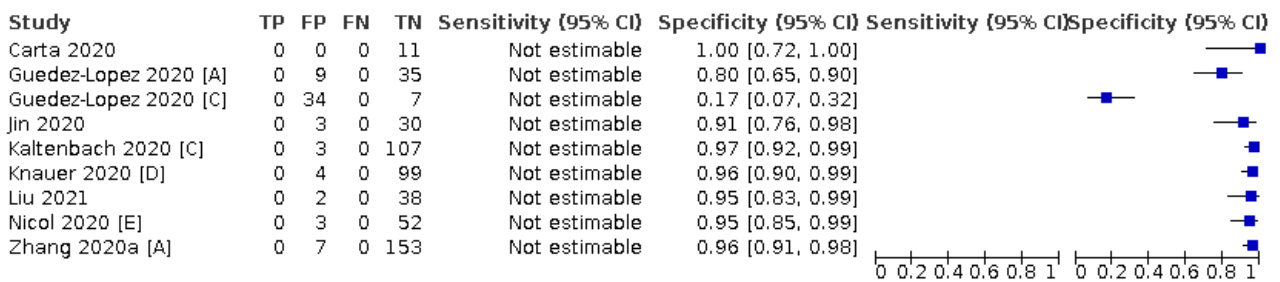 Study TP FP FN TN Sensitivity (95% CI) Specificity (95% CI) Sensitivity (95% CI)Specificity (95% CI)
Carta 2020 0 0 0 11 Not estimable 1.00 [0.72, 1.00]
Guedez-Lopez 2020 [A] 0 9 0 35 Not estimable 0.80 [0.65, 0.90]
Guedez-Lopez 2020 [C] 0 34 0 7 Not estimable 0.17 [0.07, 0.32]
Jin 2020 0 3 0 30 Not estimable 0.91 [0.76, 0.98]
Kaltenbach 2020 [C] 0 3 0 107 Not estimable 0.97 [0.92, 0.99]
Knauer 2020 [D] 0 4 0 99 Not estimable 0.96 [0.90, 0.99]
Liu 2021 0 2 0 38 Not estimable 0.95 [0.83, 0.99]
Nicol 2020 [E] 0 3 0 52 Not estimable 0.95 [0.85, 0.99]
Zhang 2020a [A] 0 7 0 153 Not estimable 0.96 [0.91, 0.98]
0 0.2 0.4 0.6 0.8 1 0 0.2 0.4 0.6 0.8 1